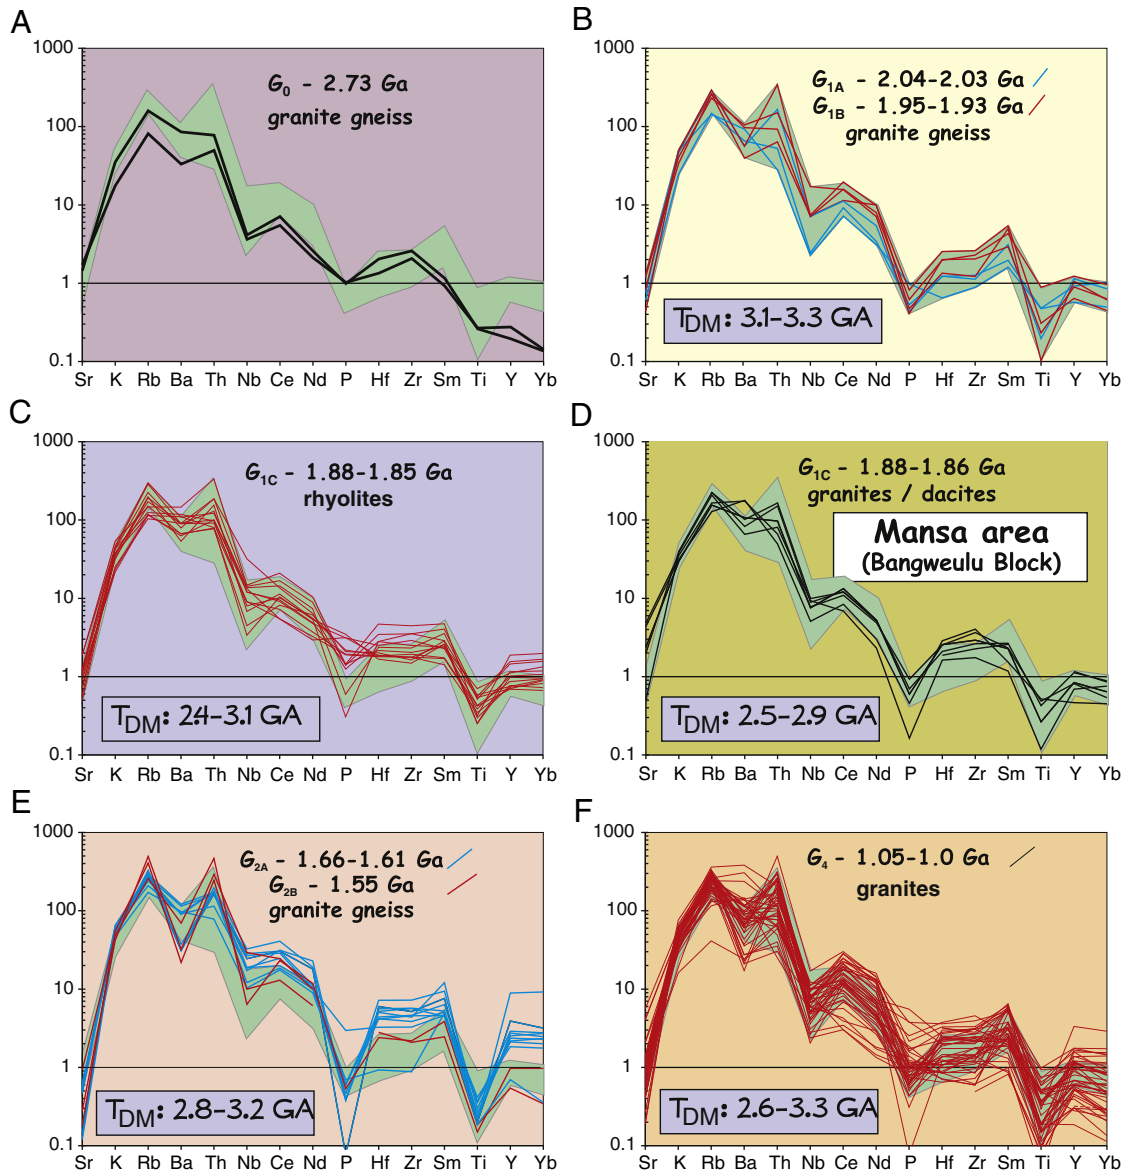 A
1000
100
10
1
0.1
G0 - 2.73 Ga
granite gneiss
Sr K Rb Ba Th Nb Ce Nd P Hf Zr Sm Ti Y Yb
B
1000
100
10
1
0.1
G1A - 2.04-2.03 Ga
G1B - 1.95-1.93 Ga
granite gneiss
TDM: 3.1-3.3 GA
Sr K Rb Ba Th Nb Ce Nd P Hf Zr Sm Ti Y Yb
C
1000
100
10
1
0.1
G1C - 1.88-1.85 Ga
rhyolites
TDM: 24-3.1 GA
Sr K Rb Ba Th Nb Ce Nd P Hf Zr Sm Ti Y Yb
D
1000
100
10
1
0.1
G1C - 1.88-1.86 Ga
granites / dacites
Mansa area
(Bangweulu Block)
TDM: 2.5-2.9 GA
Sr K Rb Ba Th Nb Ce Nd P Hf Zr Sm Ti Y Yb
E
1000
100
10
1
0.1
G2A - 1.66-1.61 Ga
G2B - 1.55 Ga
granite gneiss
TDM: 2.8-3.2 GA
Sr K Rb Ba Th Nb Ce Nd P Hf Zr Sm Ti Y Yb
F
1000
100
10
1
0.1
G4 - 1.05-1.0 Ga
granites
TDM: 2.6-3.3 GA
Sr K Rb Ba Th Nb Ce Nd P Hf Zr Sm Ti Y Yb